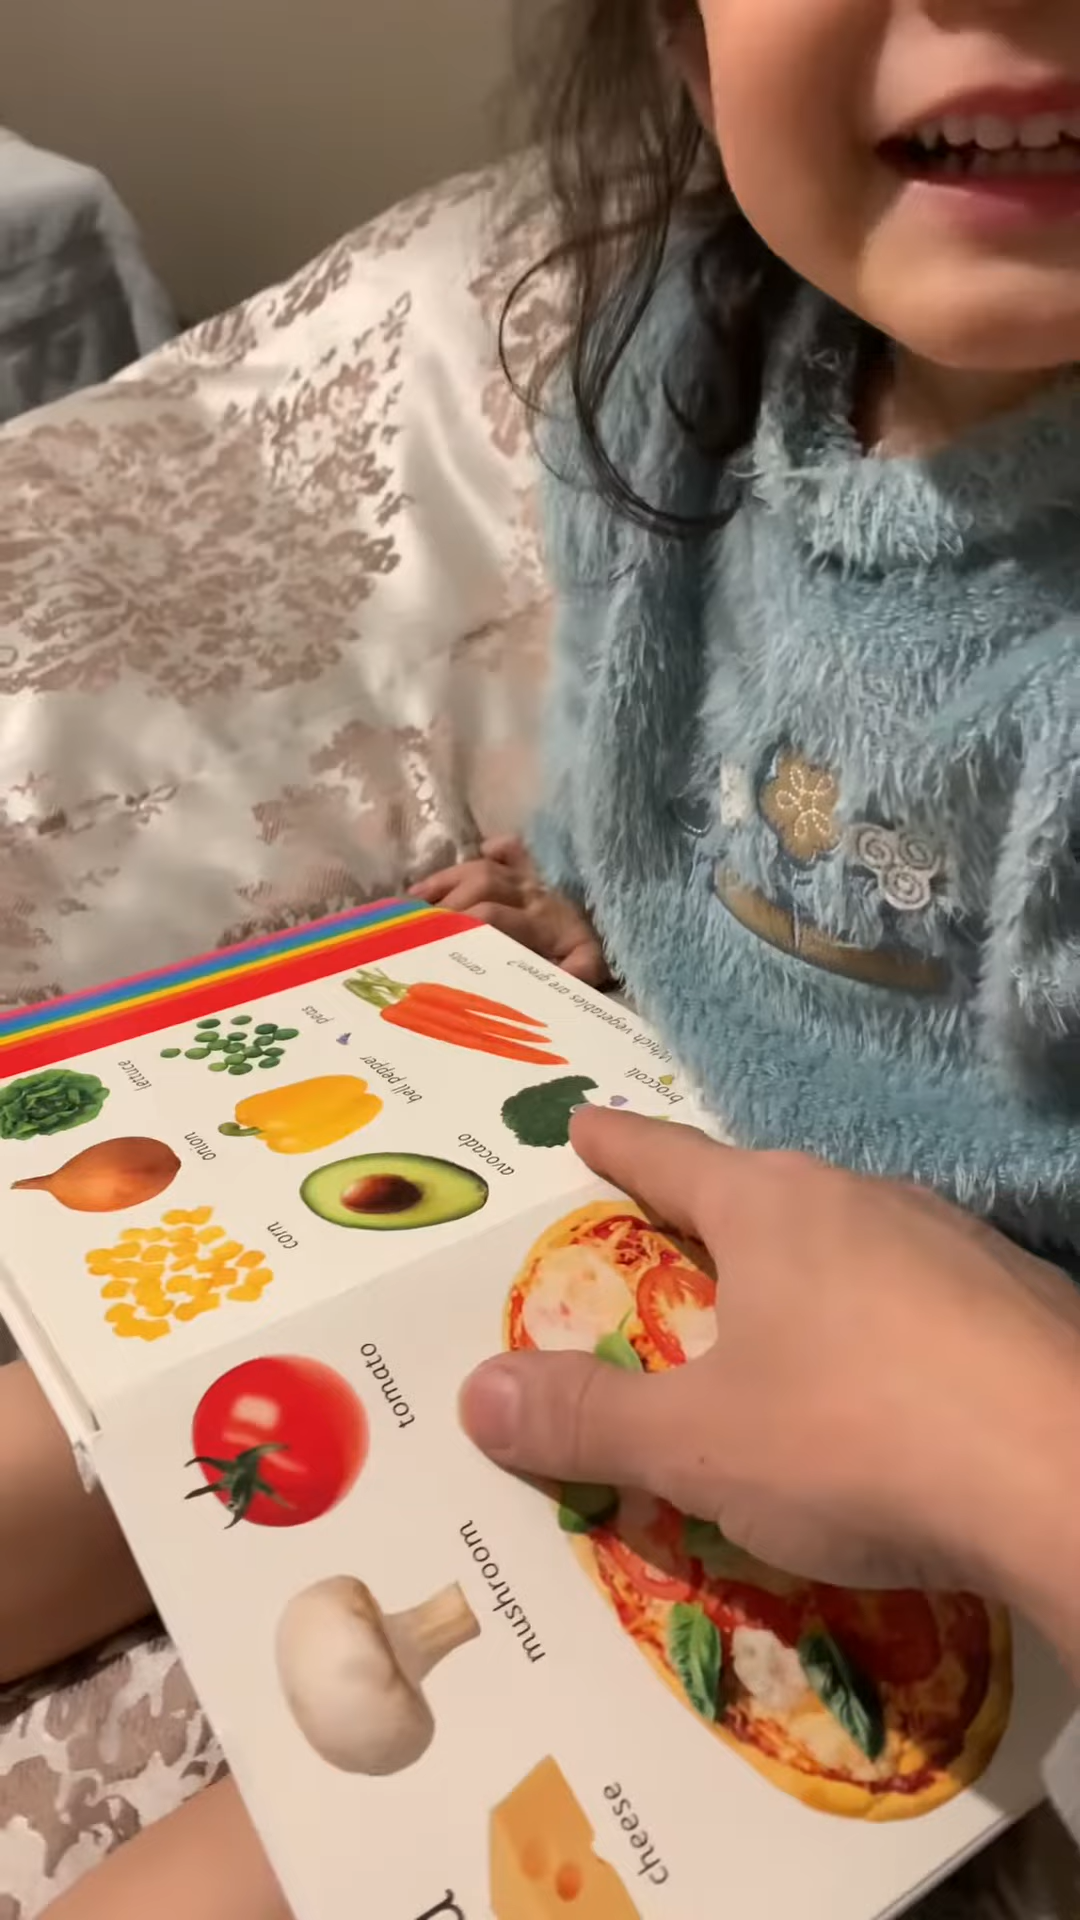 Which vegetables are green?
carrots
broccoli
peas
bell pepper
lettuce
avocado
onion
corn
tomato
mushroom
cheese